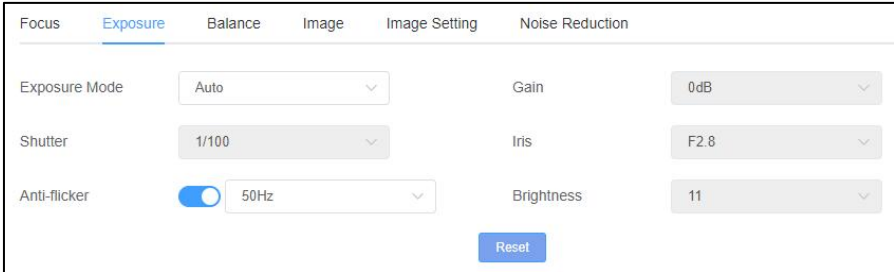 Focus Exposure Balance Image Image Setting Noise Reduction
Exposure Mode Auto Gain 0dB
Shutter 1/100 Iris F2.8
Anti-flicker 50Hz Brightness 11
Reset